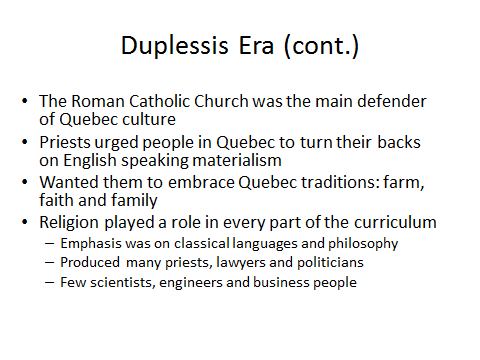 Duplessis Era (cont.)
• The Roman Catholic Church was the main defender
of Quebec culture
• Priests urged people in Quebec to turn their backs
on English speaking materialism
• Wanted them to embrace Quebec traditions: farm,
faith and family
• Religion played a role in every part of the curriculum
– Emphasis was on classical languages and philosophy
– Produced many priests, lawyers and politicians
– Few scientists, engineers and business people